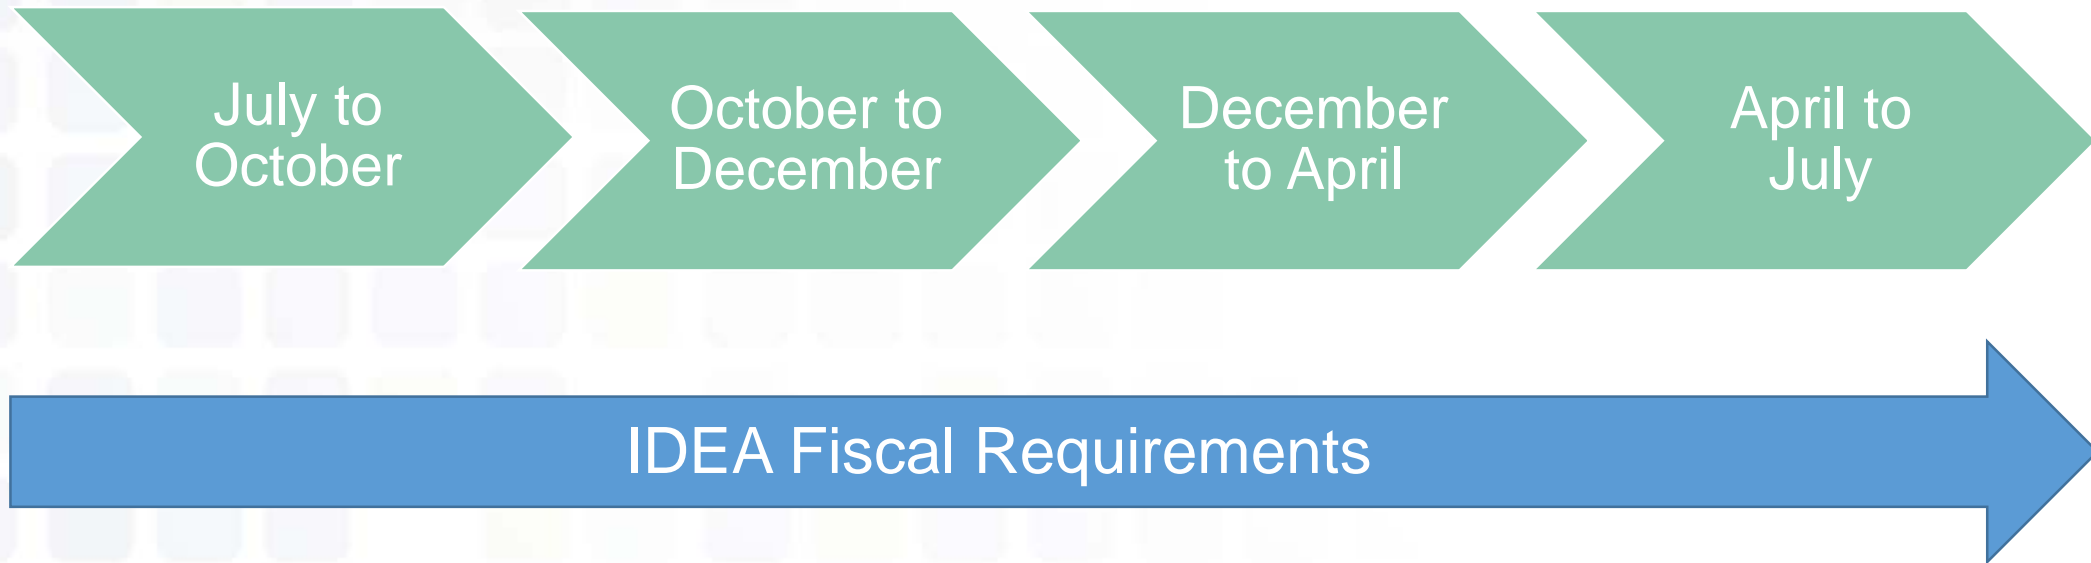 July to
October
October to
December
December
to April
April to
July
IDEA Fiscal Requirements